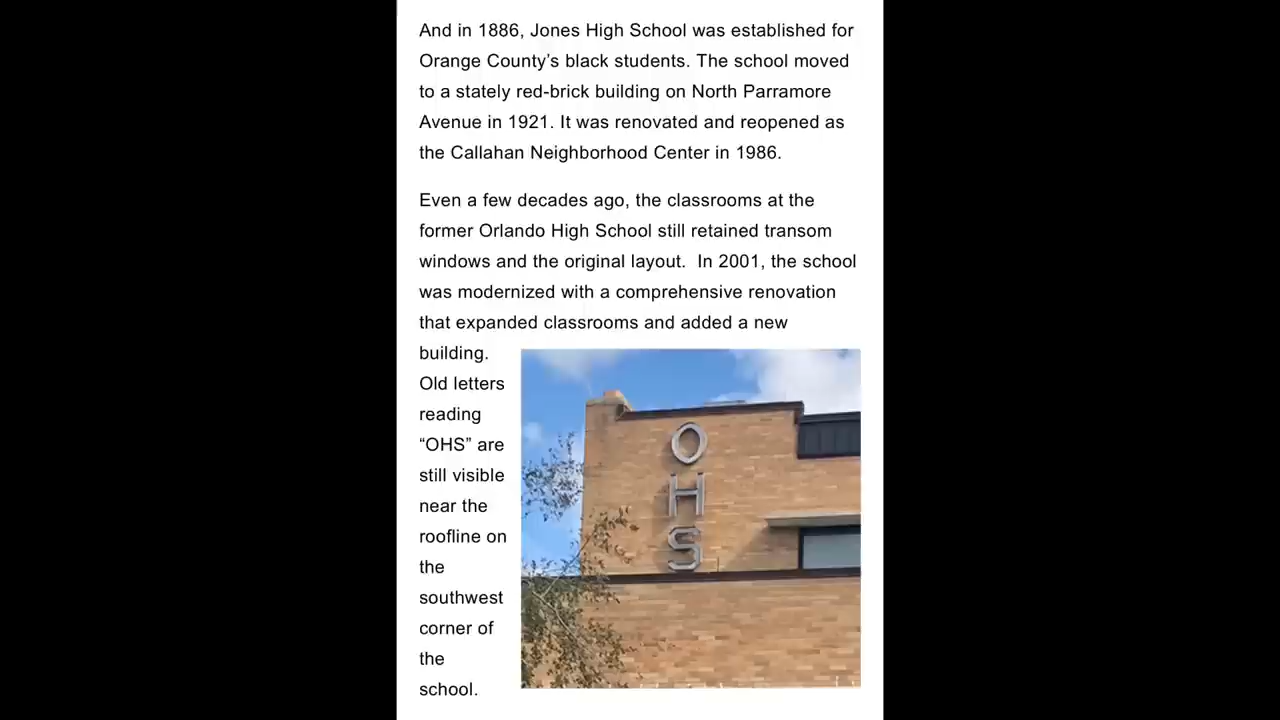 And in 1886, Jones High School was established for
Orange County’s black students. The school moved
to a stately red-brick building on North Parramore
Avenue in 1921. It was renovated and reopened as
the Callahan Neighborhood Center in 1986.
Even a few decades ago, the classrooms at the
former Orlando High School still retained transom
windows and the original layout.  In 2001, the school
was modernized with a comprehensive renovation
that expanded classrooms and added a new
building.
Old letters
reading
“OHS” are
still visible
near the
roofline on
the
southwest
corner of
the
school.
O
H
S